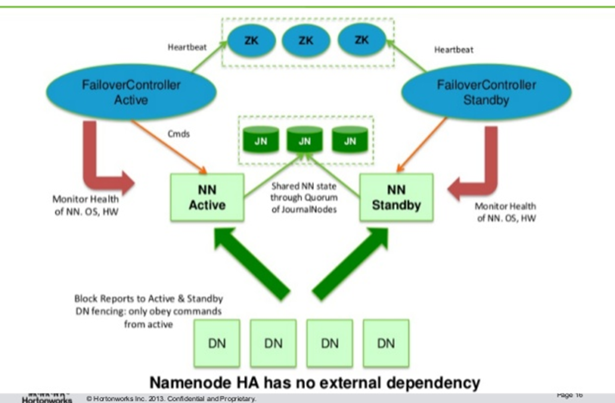 ZK
ZK
ZK
Heartbeat
Heartbeat
FailoverController
Active
FailoverController
Standby
Cmds
JN
JN
JN
Monitor Health
of NN. OS, HW
NN
Active
Shared NN state
through Quorum
of JournalNodes
NN
Standby
Monitor Health
of NN. OS, HW
Block Reports to Active & Standby
DN fencing: only obey commands
from active
DN
DN
DN
DN
Namenode HA has no external dependency
Hortonworks
© Hortonworks Inc. 2013. Confidential and Proprietary.
Page 16